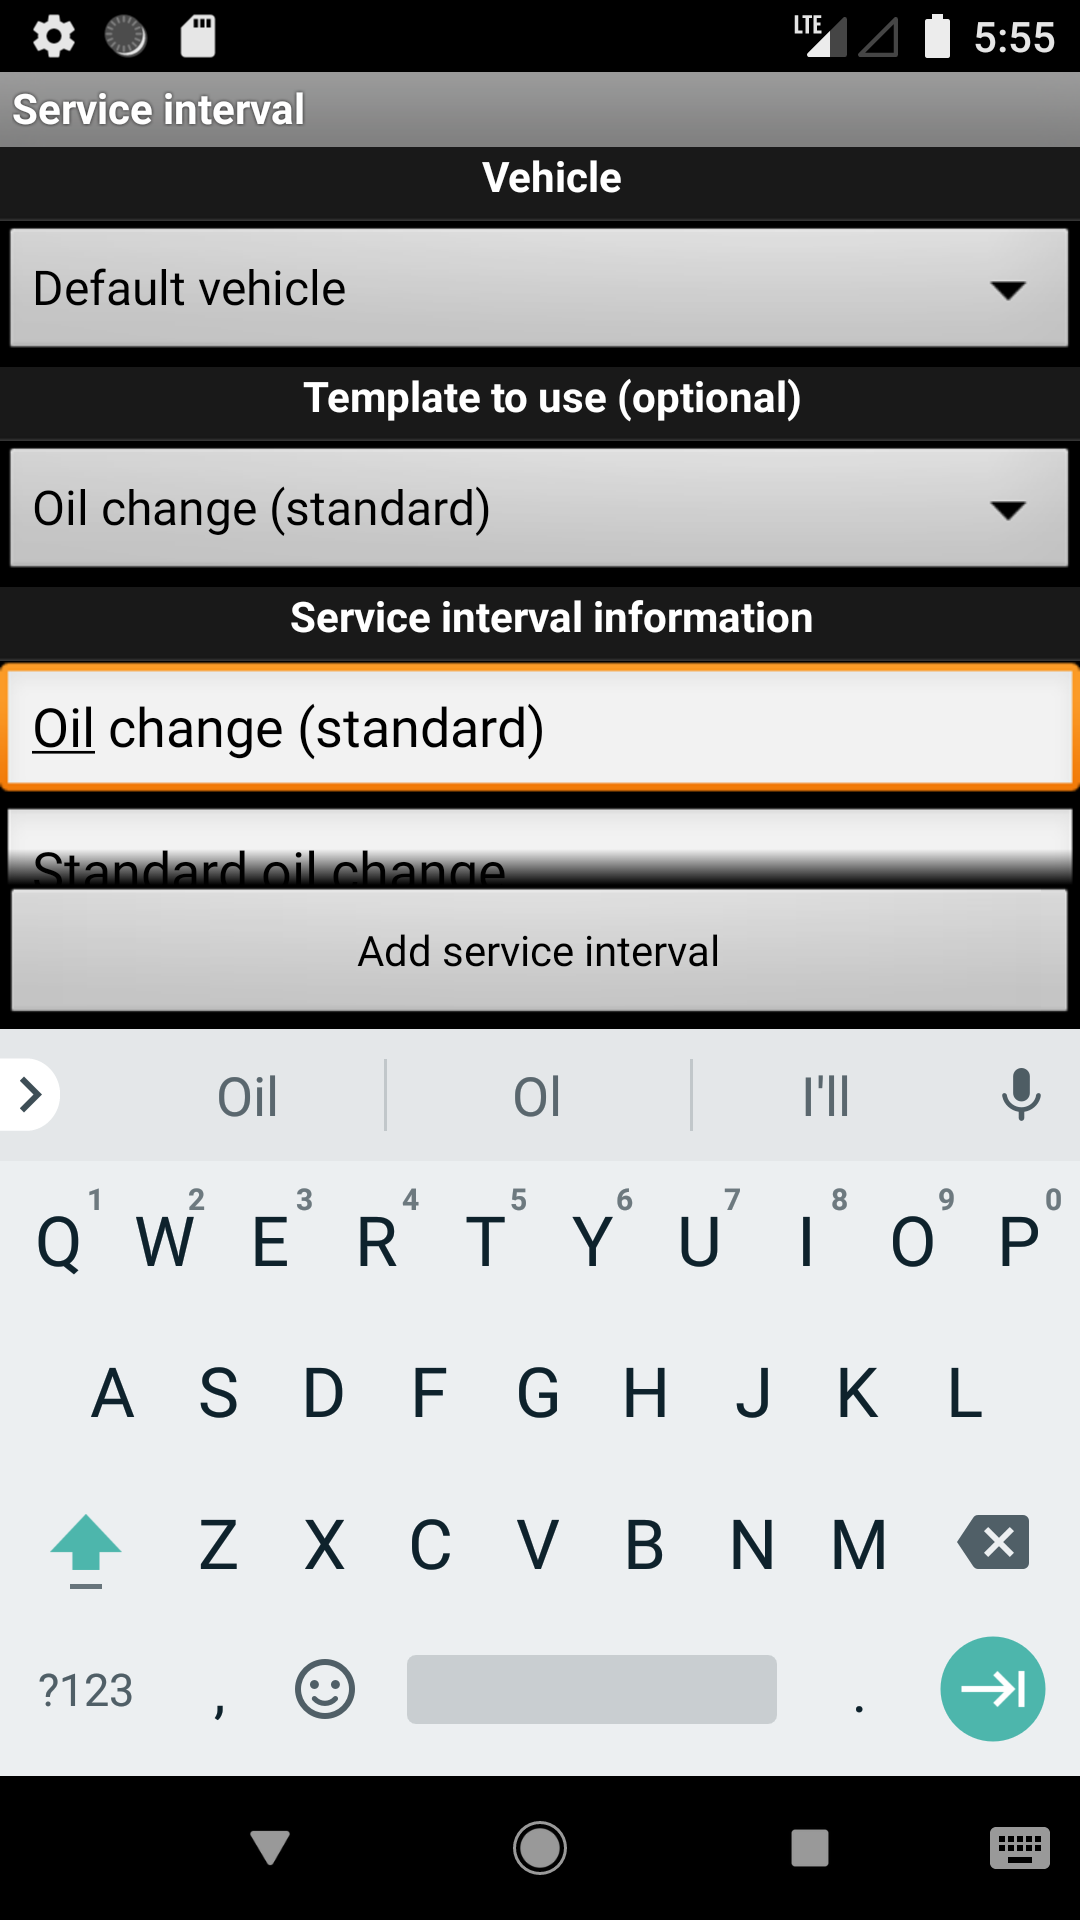 LTE 5:55
Service interval
Vehicle
Default vehicle
Template to use (optional)
Oil change (standard)
Service interval information
Oil change (standard)
Standard oil change
Add service interval
Oil Ol I'll
1 2 3 4 5 6 7 8 9 0
Q W E R T Y U I O P
A S D F G H J K L
Z X C V B N M
?123 , .